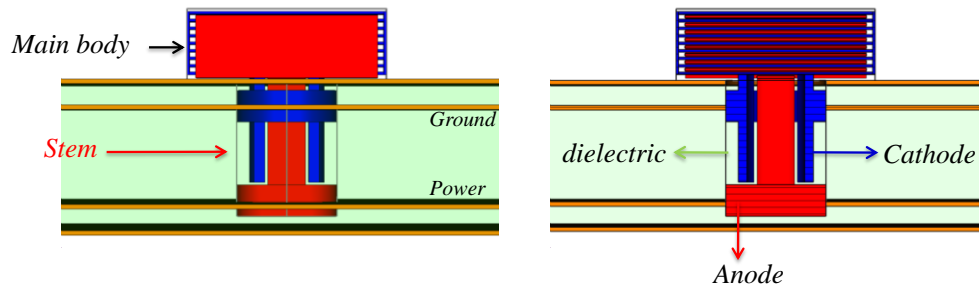 Main body
Ground
Stem
Power
dielectric
Cathode
Anode